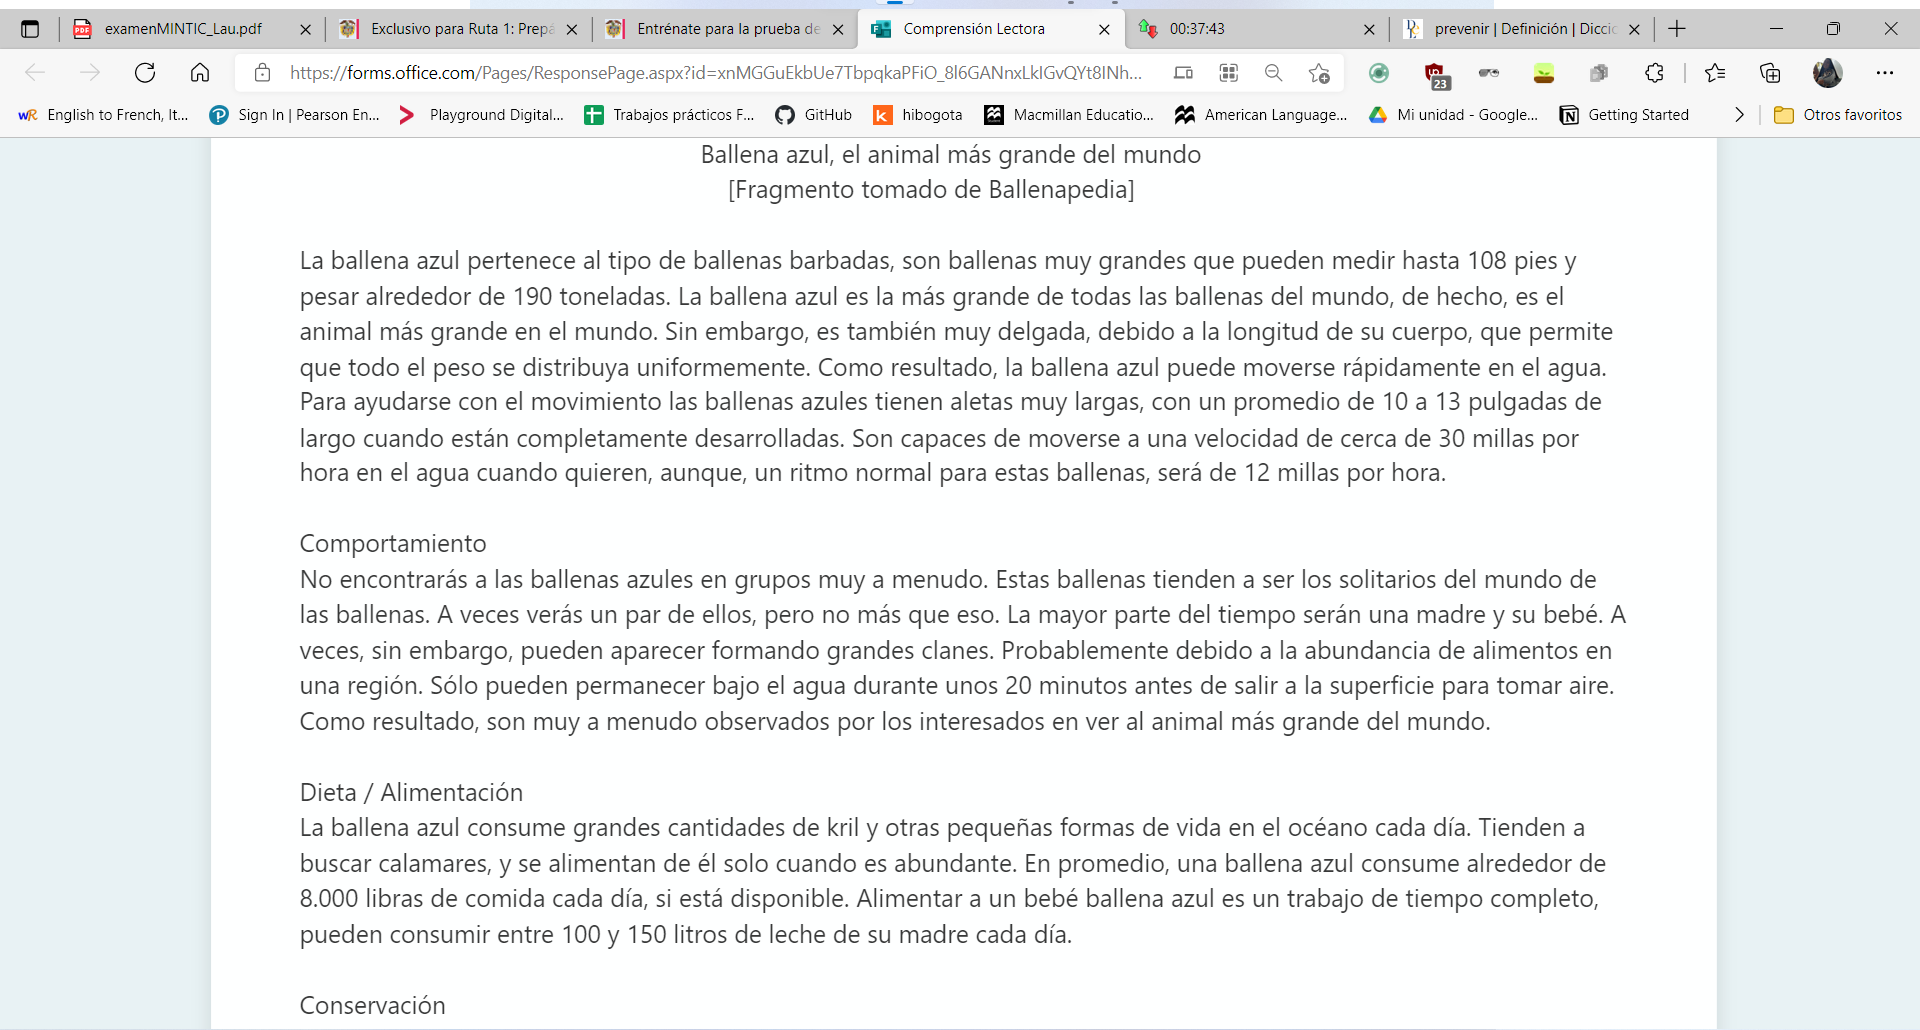 examenMINTIC_Lau.pdf
Exclusivo para Ruta 1: Prepá
Entrénate para la prueba de
Comprensión Lectora
00:37:43
prevenir | Definición | Diccio
https://forms.office.com/Pages/ResponsePage.aspx?id=xnMGGuEkbUe7TbpqkaPFiO_8l6GANnxLklGvQYt8INh...
23
English to French, It...
Sign In | Pearson En...
Playground Digital...
Trabajos prácticos F...
GitHub
hibogota
Macmillan Educatio...
American Language...
Mi unidad - Google...
Getting Started
Otros favoritos
Ballena azul, el animal más grande del mundo
[Fragmento tomado de Ballenapedia]
La ballena azul pertenece al tipo de ballenas barbadas, son ballenas muy grandes que pueden medir hasta 108 pies y
pesar alrededor de 190 toneladas. La ballena azul es la más grande de todas las ballenas del mundo, de hecho, es el
animal más grande en el mundo. Sin embargo, es también muy delgada, debido a la longitud de su cuerpo, que permite
que todo el peso se distribuya uniformemente. Como resultado, la ballena azul puede moverse rápidamente en el agua.
Para ayudarse con el movimiento las ballenas azules tienen aletas muy largas, con un promedio de 10 a 13 pulgadas de
largo cuando están completamente desarrolladas. Son capaces de moverse a una velocidad de cerca de 30 millas por
hora en el agua cuando quieren, aunque, un ritmo normal para estas ballenas, será de 12 millas por hora.
Comportamiento
No encontrarás a las ballenas azules en grupos muy a menudo. Estas ballenas tienden a ser los solitarios del mundo de
las ballenas. A veces verás un par de ellos, pero no más que eso. La mayor parte del tiempo serán una madre y su bebé. A
veces, sin embargo, pueden aparecer formando grandes clanes. Probablemente debido a la abundancia de alimentos en
una región. Sólo pueden permanecer bajo el agua durante unos 20 minutos antes de salir a la superficie para tomar aire.
Como resultado, son muy a menudo observados por los interesados en ver al animal más grande del mundo.
Dieta / Alimentación
La ballena azul consume grandes cantidades de kril y otras pequeñas formas de vida en el océano cada día. Tienden a
buscar calamares, y se alimentan de él solo cuando es abundante. En promedio, una ballena azul consume alrededor de
8.000 libras de comida cada día, si está disponible. Alimentar a un bebé ballena azul es un trabajo de tiempo completo,
pueden consumir entre 100 y 150 litros de leche de su madre cada día.
Conservación